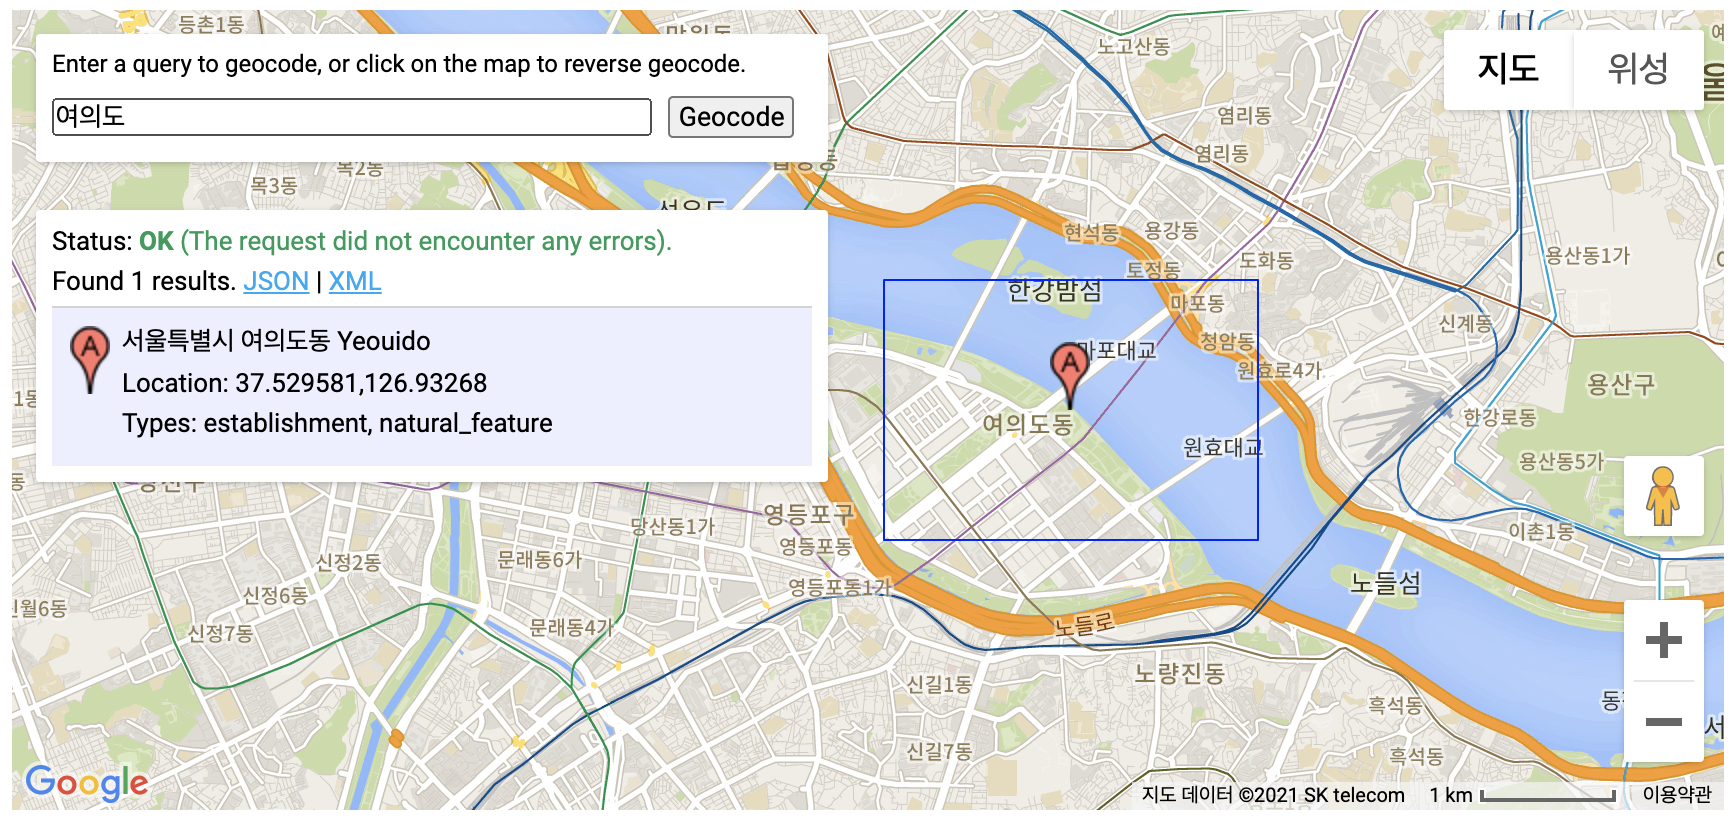 등촌1동
Enter a query to geocode, or click on the map to reverse geocode.
여의도
Geocode
지도
위성
노고산동
염리동
염리동
목2동
목3동
Status: OK (The request did not encounter any errors).
Found 1 results. JSON | XML
A
서울특별시 여의도동 Yeouido
Location: 37.529581,126.93268
Types: establishment, natural_feature
현석동
용강동
토정동
도화동
용산동1가
한강밤섬
마포동
신계동
청암동
A
마포대교
원효로4가
용산구
여의도동
한강로동
원효대교
용산동5가
영등포구
당산동1가
이촌1동
영등포동
문래동6가
신정2동
노들섬
영등포동1가
신정6동
신월6동
노들로
문래동4가
신정7동
노량진동
신길1동
흑석동
신길7동
흑석동
Google
지도 데이터 ©2021 SK telecom
1 km
이용약관